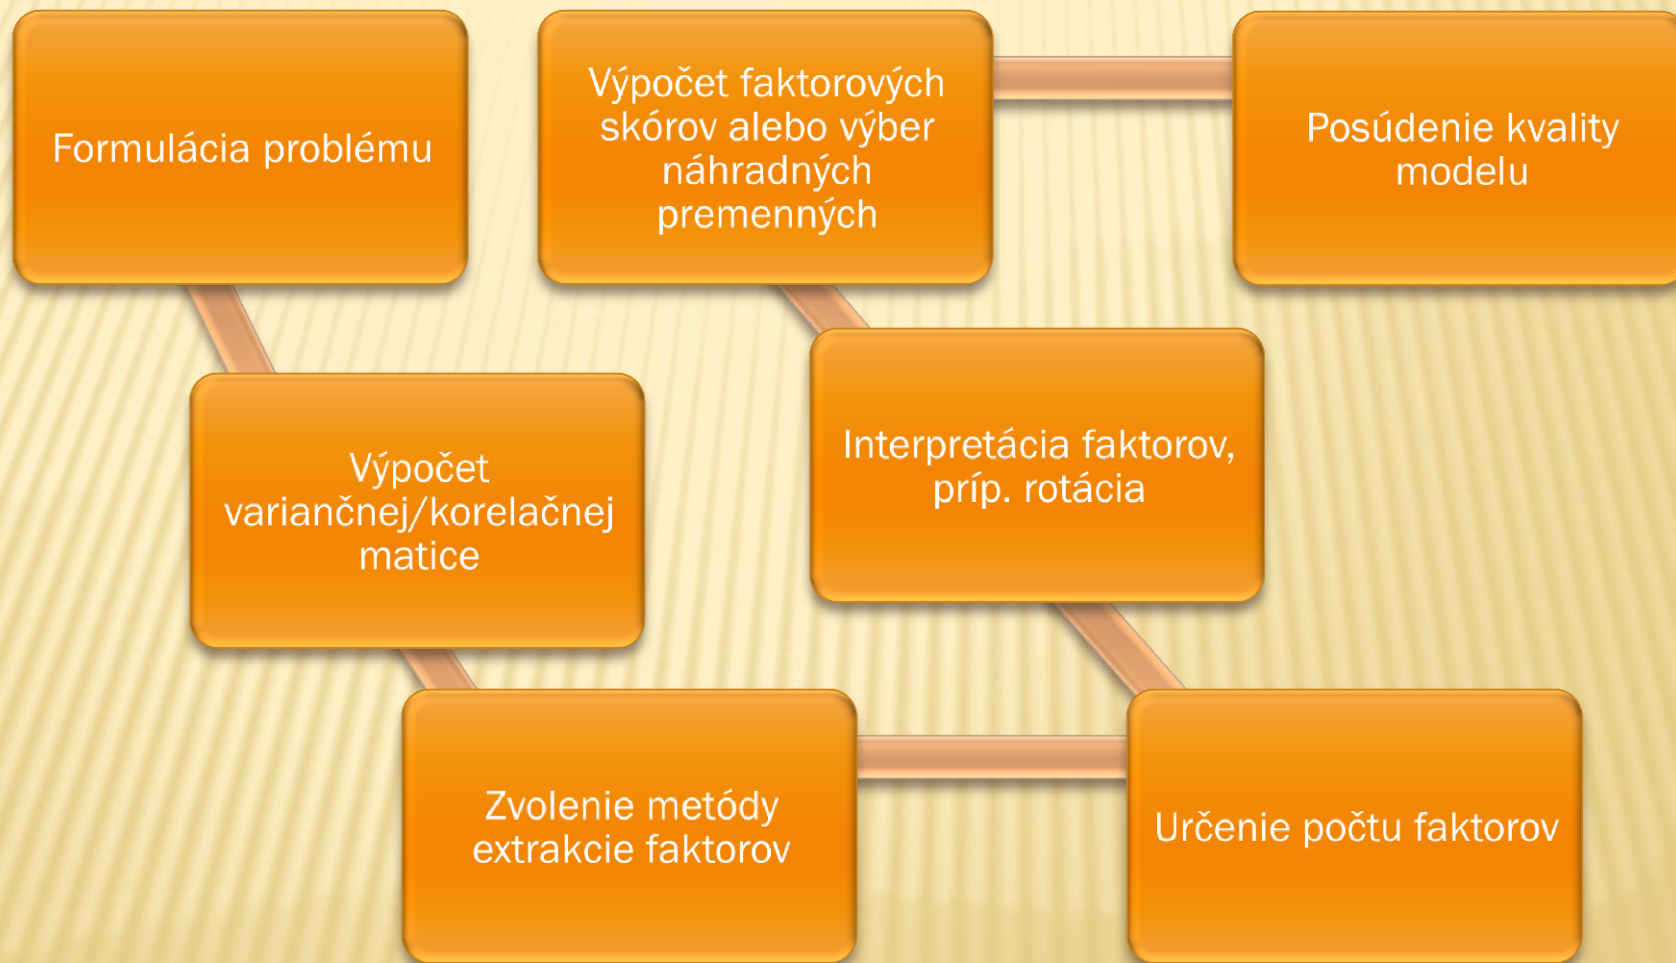 Formulácia problému
Výpočet
variančnej/korelačnej
matice
Zvolenie metódy
extrakcie faktorov
Určenie počtu faktorov
Interpretácia faktorov,
príp. rotácia
Výpočet faktorových
skórov alebo výber
náhradných
premenných
Posúdenie kvality
modelu